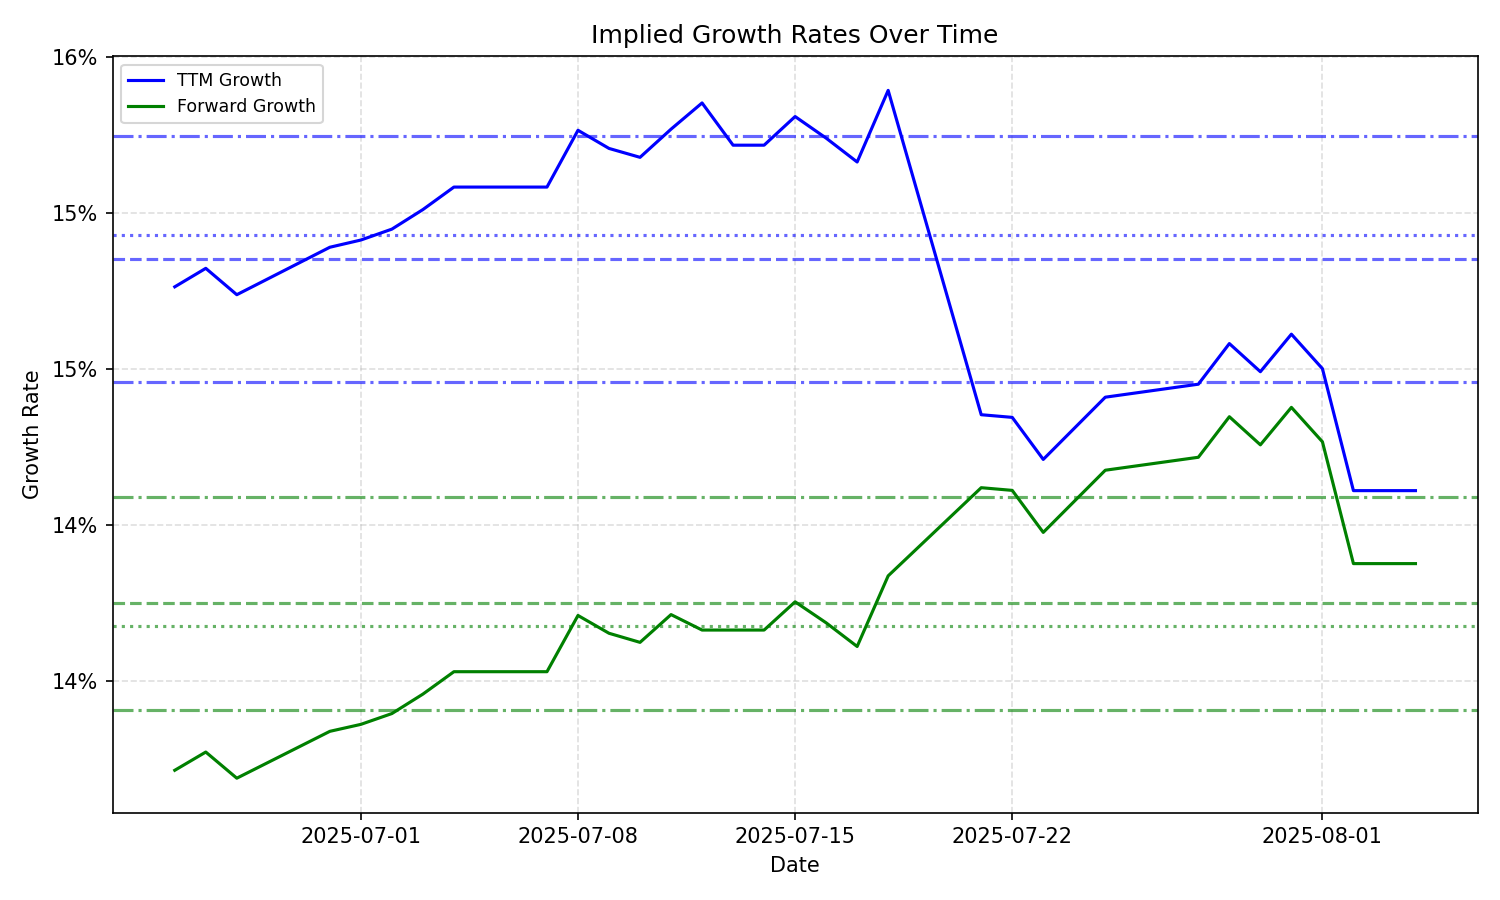 Implied Growth Rates Over Time
16%
TTM Growth
Forward Growth
15%
15%
14%
14%
Growth Rate
2025-07-01
2025-07-08
2025-07-15
2025-07-22
2025-08-01
Date